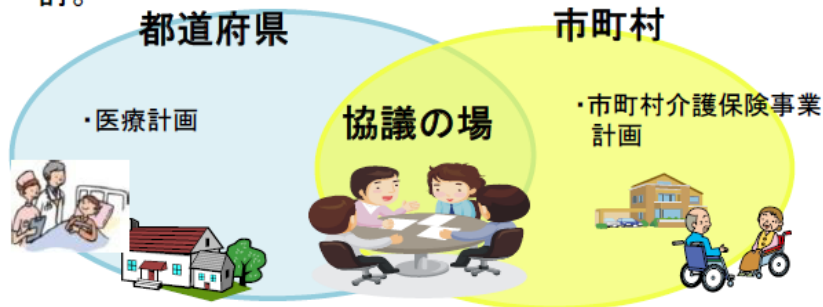 都道府県
市町村
・医療計画
協議の場
・市町村介護保険事業
計画